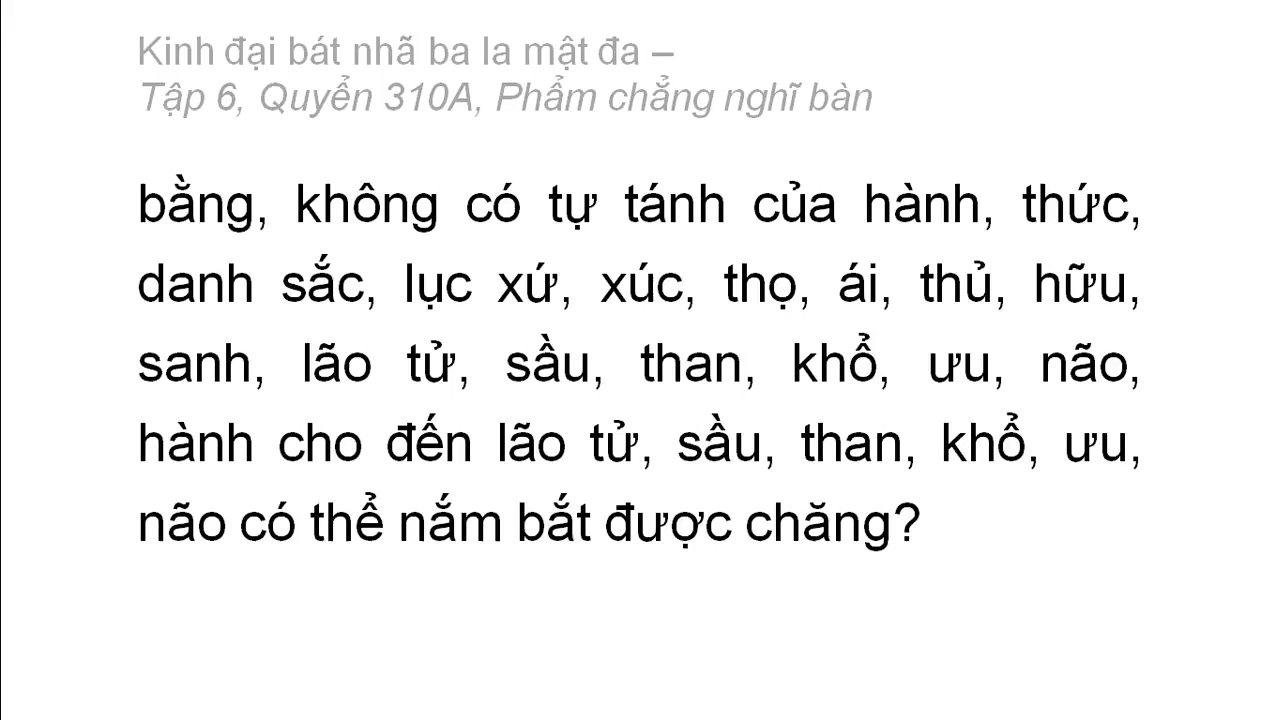 Kinh đại bát nhã ba la mật đa –
Tập 6, Quyển 310A, Phẩm chẳng nghĩ bàn
bằng, không có tự tánh của hành, thức,
danh sắc, lục xứ, xúc, thọ, ái, thủ, hữu,
sanh, lão tử, sầu, than, khổ, ưu, não,
hành cho đến lão tử, sầu, than, khổ, ưu,
não có thể nắm bắt được chăng?